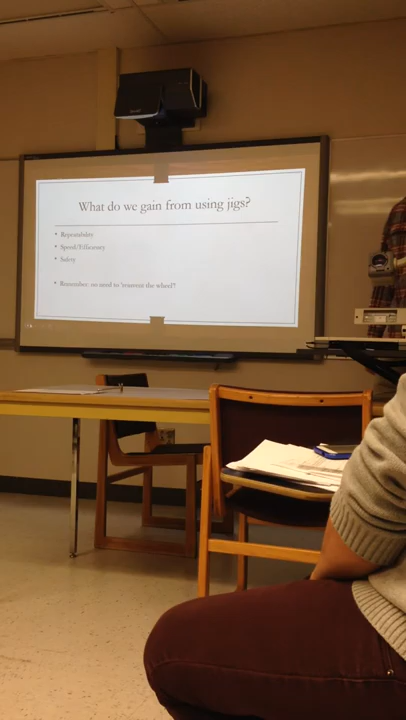 What do we gain from using jigs?
• Repeatability
• Speed/Efficiency
• Safety
• Remember: no need to 'reinvent the wheel'!